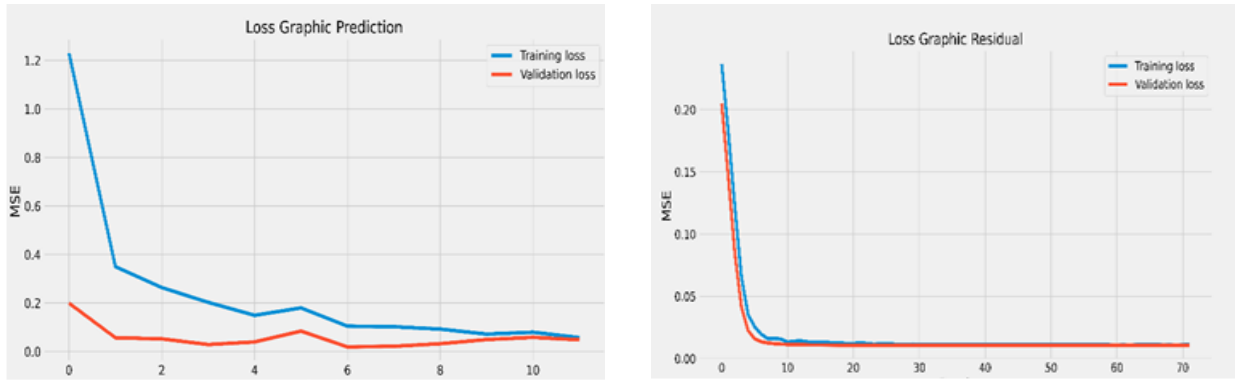 Loss Graphic Prediction
Training loss
Validation loss
1.2
1.0
0.8
0.6
0.4
0.2
0.0
MSE
0 2 4 6 8 10
Loss Graphic Residual
Training loss
Validation loss
0.20
0.15
0.10
0.05
0.00
MSE
0 10 20 30 40 50 60 70